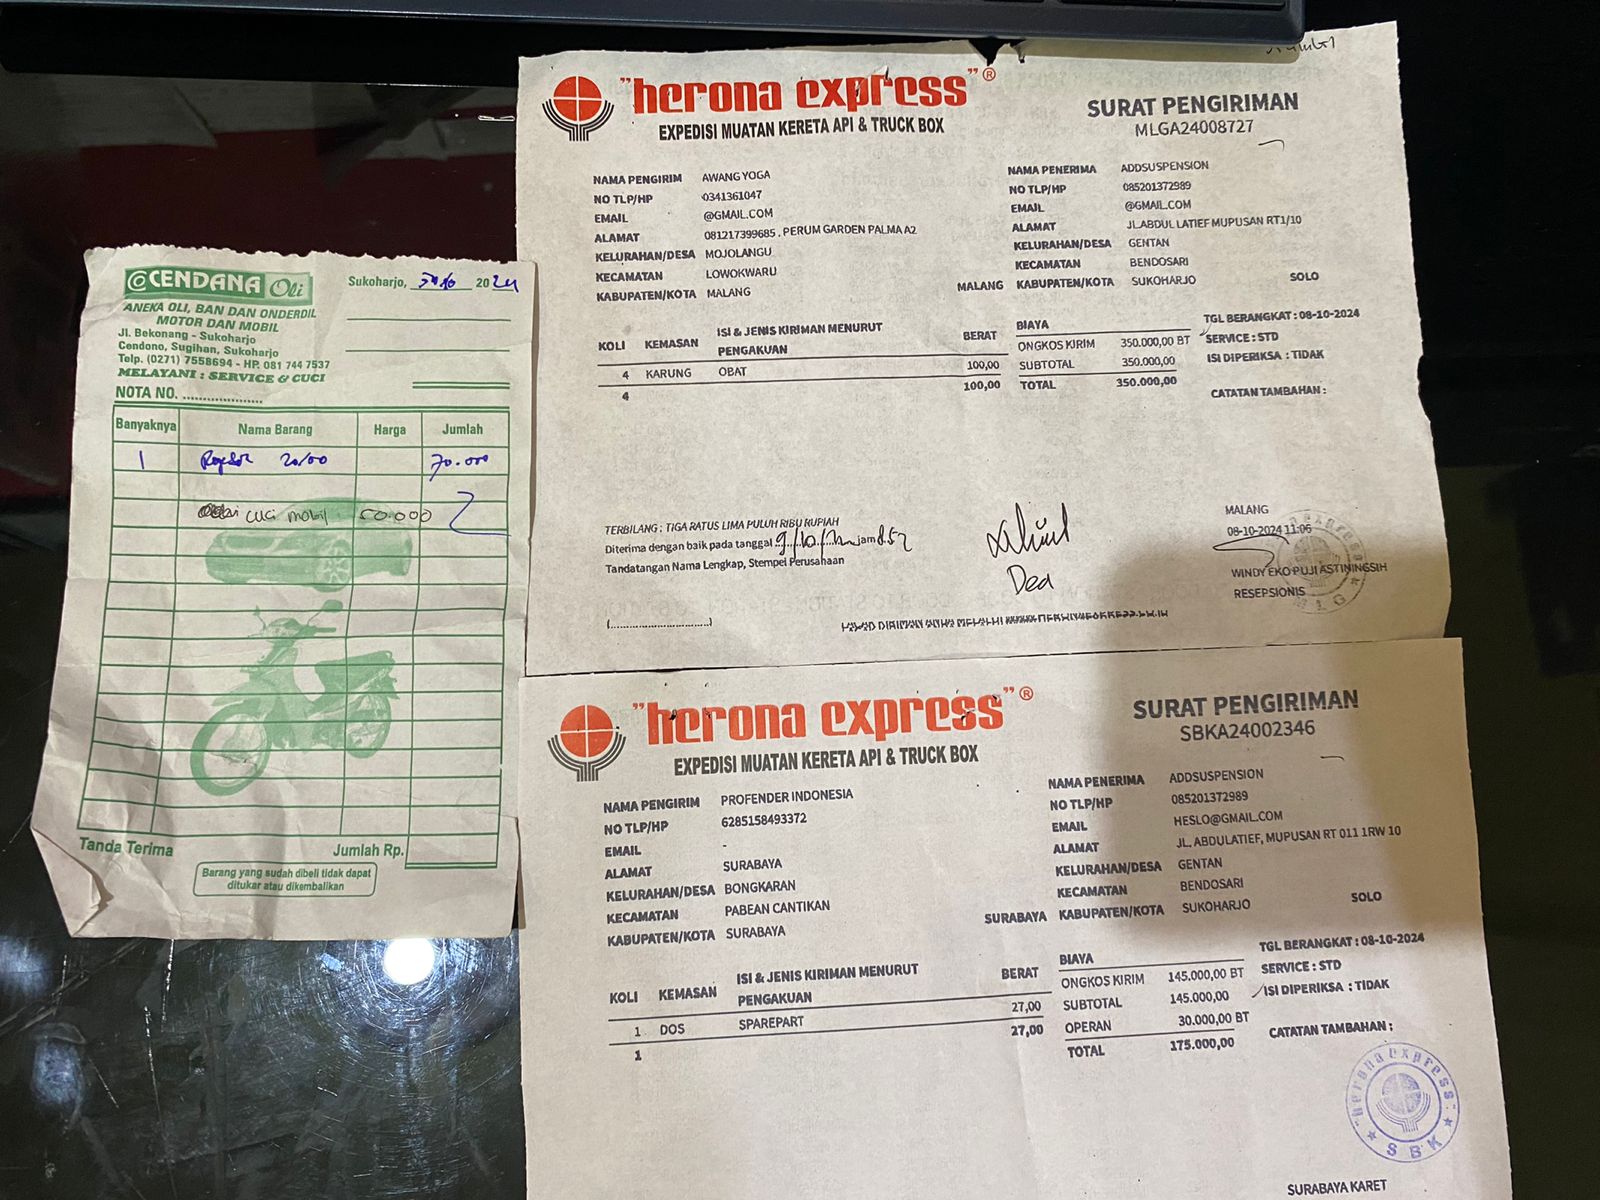 CENDANA Oli
ANEKA OLI, BAN DAN ONDERDIL
MOTOR DAN MOBIL
Jl. Bekonang - Sukoharjo
Cendono, Sugihan, Sukoharjo
Telp. (0271) 7558694 - HP. 081 744 7537
MELAYANI : SERVICE & CUCI
Sukoharjo, 2024
NOTA NO. ....................
Banyaknya Nama Barang Harga Jumlah
1 70.000
cuci mobil 50.000
Tanda Terima Jumlah Rp.
Barang yang sudah dibeli tidak dapat
ditukar atau dikembalikan
"herona express"®
EXPEDISI MUATAN KERETA API & TRUCK BOX
SURAT PENGIRIMAN
MLGA24008727
NAMA PENGIRIM AWANG YOGA
NO TLP/HP 0341361047
EMAIL @GMAIL.COM
ALAMAT 081217399685 . PERUM GARDEN PALMA A2
KELURAHAN/DESA MOJOLANGU
KECAMATAN LOWOKWARU
KABUPATEN/KOTA MALANG MALANG
NAMA PENERIMA ADDSUSPENSION
NO TLP/HP 085201372989
EMAIL @GMAIL.COM
ALAMAT JL.ABDUL LATIEF MUPUSAN RT1/10
KELURAHAN/DESA GENTAN
KECAMATAN BENDOSARI
KABUPATEN/KOTA SUKOHARJO SOLO
KOLI KEMASAN ISI & JENIS KIRIMAN MENURUT PENGAKUAN BERAT
4 KARUNG OBAT 100,00
4 100,00
BIAYA
ONGKOS KIRIM 350.000,00 BT
SUBTOTAL 350.000,00
TOTAL 350.000,00
TGL BERANGKAT : 08-10-2024
SERVICE : STD
ISI DIPERIKSA : TIDAK
CATATAN TAMBAHAN :
TERBILANG : TIGA RATUS LIMA PULUH RIBU RUPIAH
Diterima dengan baik pada tanggal 9/10/ jam 8.52
Tandatangan Nama Lengkap, Stempel Perusahaan
(..............................)
Dea
MALANG
08-10-2024 11:06
WINDY EKO PUJI ASTININGSIH
RESEPSIONIS
"herona express"®
EXPEDISI MUATAN KERETA API & TRUCK BOX
SURAT PENGIRIMAN
SBKA24002346
NAMA PENGIRIM PROFENDER INDONESIA
NO TLP/HP 6285158493372
EMAIL -
ALAMAT SURABAYA
KELURAHAN/DESA BONGKARAN
KECAMATAN PABEAN CANTIKAN
KABUPATEN/KOTA SURABAYA SURABAYA
NAMA PENERIMA ADDSUSPENSION
NO TLP/HP 085201372989
EMAIL HESLO@GMAIL.COM
ALAMAT JL. ABDULATIEF, MUPUSAN RT 011 1RW 10
KELURAHAN/DESA GENTAN
KECAMATAN BENDOSARI
KABUPATEN/KOTA SUKOHARJO SOLO
KOLI KEMASAN ISI & JENIS KIRIMAN MENURUT PENGAKUAN BERAT
1 DOS SPAREPART 27,00
1 27,00
BIAYA
ONGKOS KIRIM 145.000,00 BT
SUBTOTAL 145.000,00
OPERAN 30.000,00 BT
TOTAL 175.000,00
TGL BERANGKAT : 08-10-2024
SERVICE : STD
ISI DIPERIKSA : TIDAK
CATATAN TAMBAHAN :
"herona express"
SBK
SURABAYA KARET